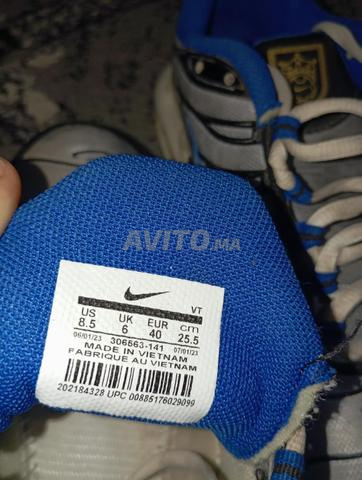 AVITO.ma
VT
US UK EUR cm
8.5 6 40 25.5
06/01/23 306563-141 07/01/23
MADE IN VIETNAM
FABRIQUE AU VIETNAM
202184328 UPC 00885176029099